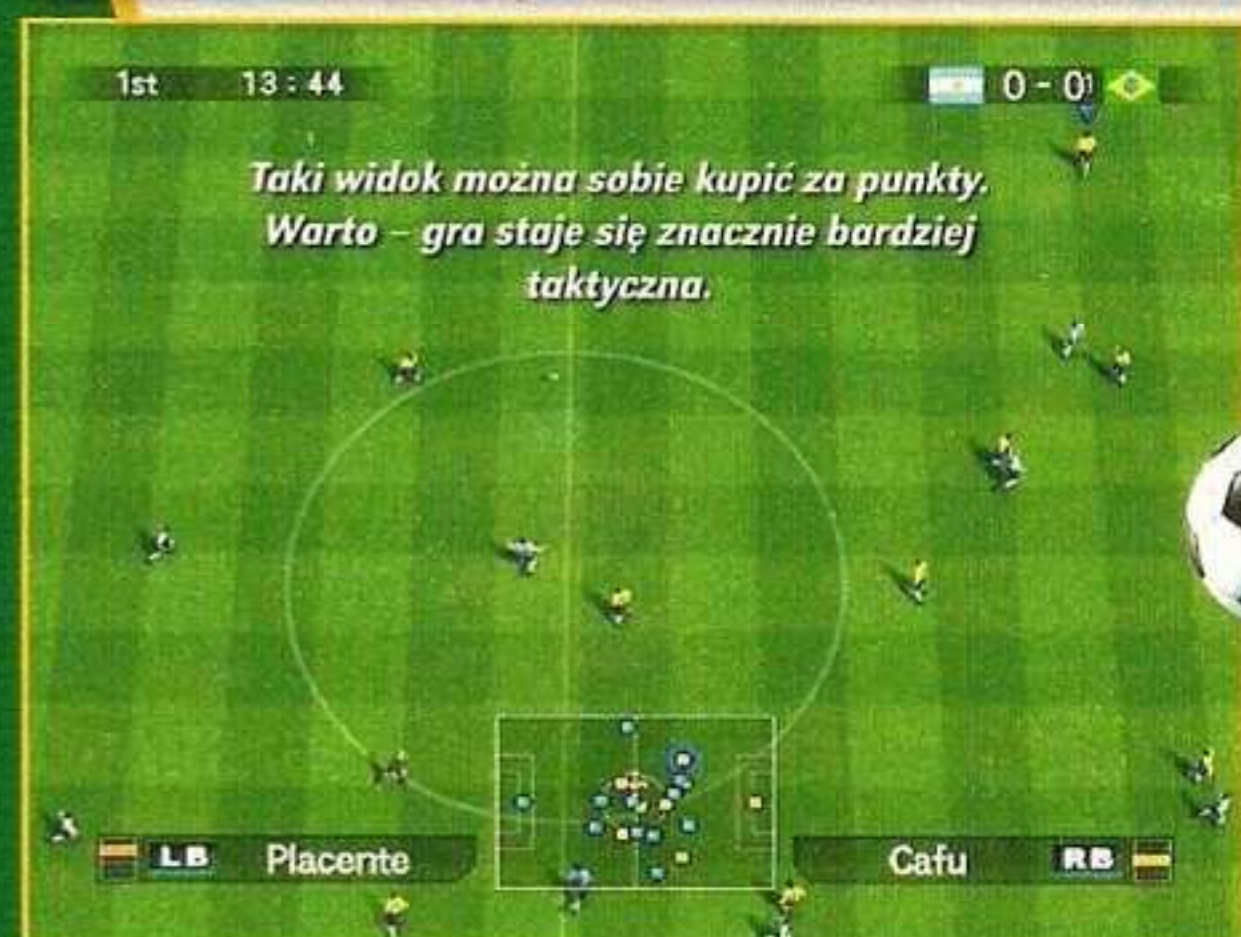 1st 13:44 0-0
Taki widok można sobie kupić za punkty.
Warto – gra staje się znacznie bardziej
taktyczna.
LB Placente Cafu RB